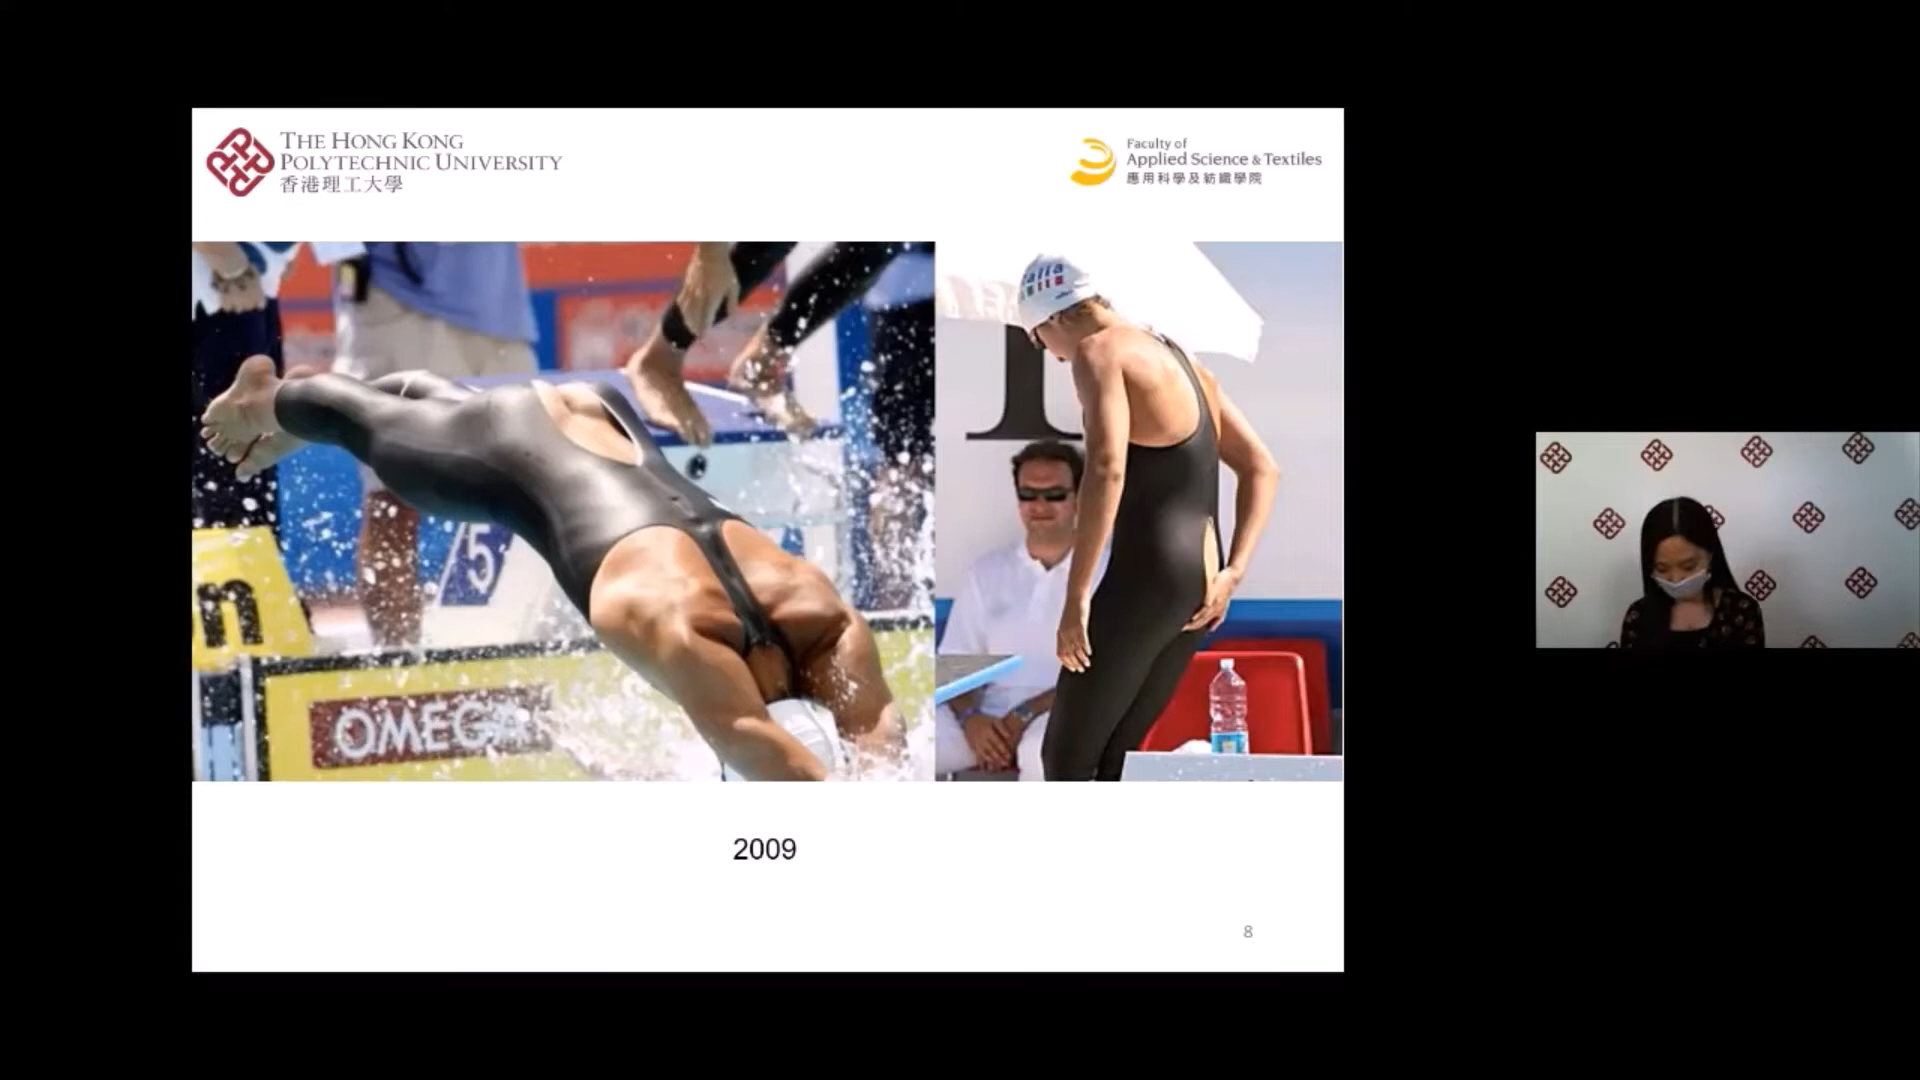 THE HONG KONG
POLYTECHNIC UNIVERSITY
香港理工大學
Faculty of
Applied Science & Textiles
應用科學及紡織學院
alia
5
n
OMEGA
2009
8